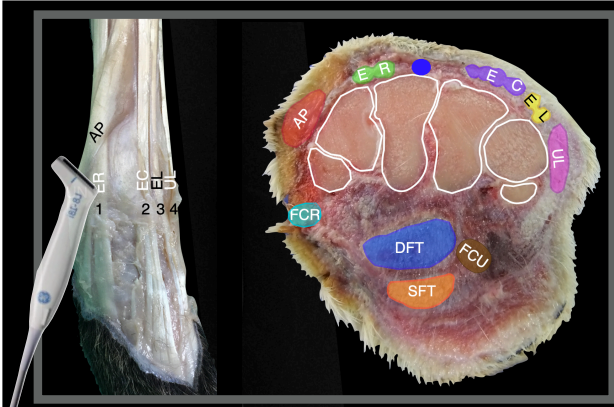 AP
ER EC EL UL
1 2 3 4
E R
E C
E L
AP
UL
FCR
DFT
FCU
SFT